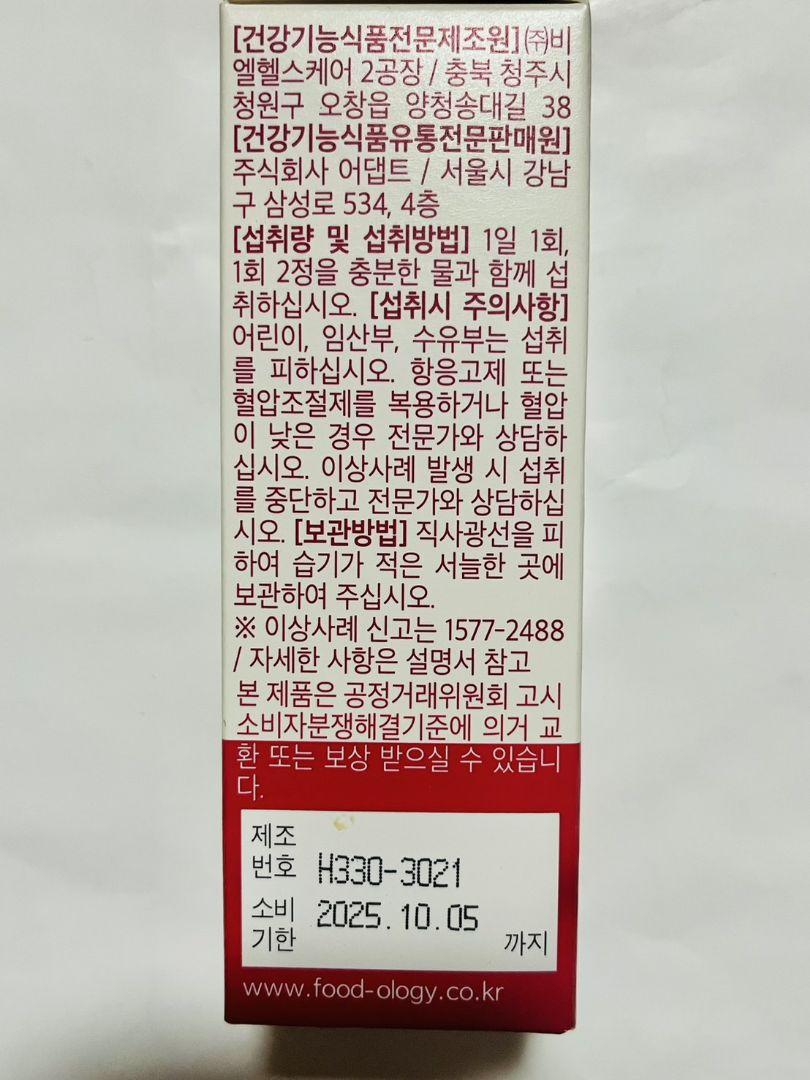 [건강기능식품전문제조원] ㈜비
엘헬스케어 2공장 / 충북 청주시
청원구 오창읍 양청송대길 38
[건강기능식품유통전문판매원]
주식회사 어댑트 / 서울시 강남
구 삼성로 534, 4층
[섭취량 및 섭취방법] 1일 1회,
1회 2정을 충분한 물과 함께 섭
취하십시오. [섭취시 주의사항]
어린이, 임산부, 수유부는 섭취
를 피하십시오. 항응고제 또는
혈압조절제를 복용하거나 혈압
이 낮은 경우 전문가와 상담하
십시오. 이상사례 발생 시 섭취
를 중단하고 전문가와 상담하십
시오. [보관방법] 직사광선을 피
하여 습기가 적은 서늘한 곳에
보관하여 주십시오.
※ 이상사례 신고는 1577-2488
/ 자세한 사항은 설명서 참고
본 제품은 공정거래위원회 고시
소비자분쟁해결기준에 의거 교
환 또는 보상 받으실 수 있습니
다.
제조
번호 H330-3021
소비
기한 2025.10.05 까지
www.food-ology.co.kr